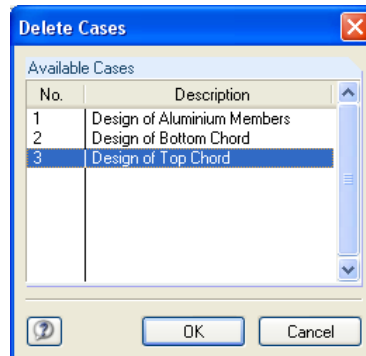 Delete Cases
Available Cases
No. Description
1 Design of Aluminium Members
2 Design of Bottom Chord
3 Design of Top Chord
OK Cancel